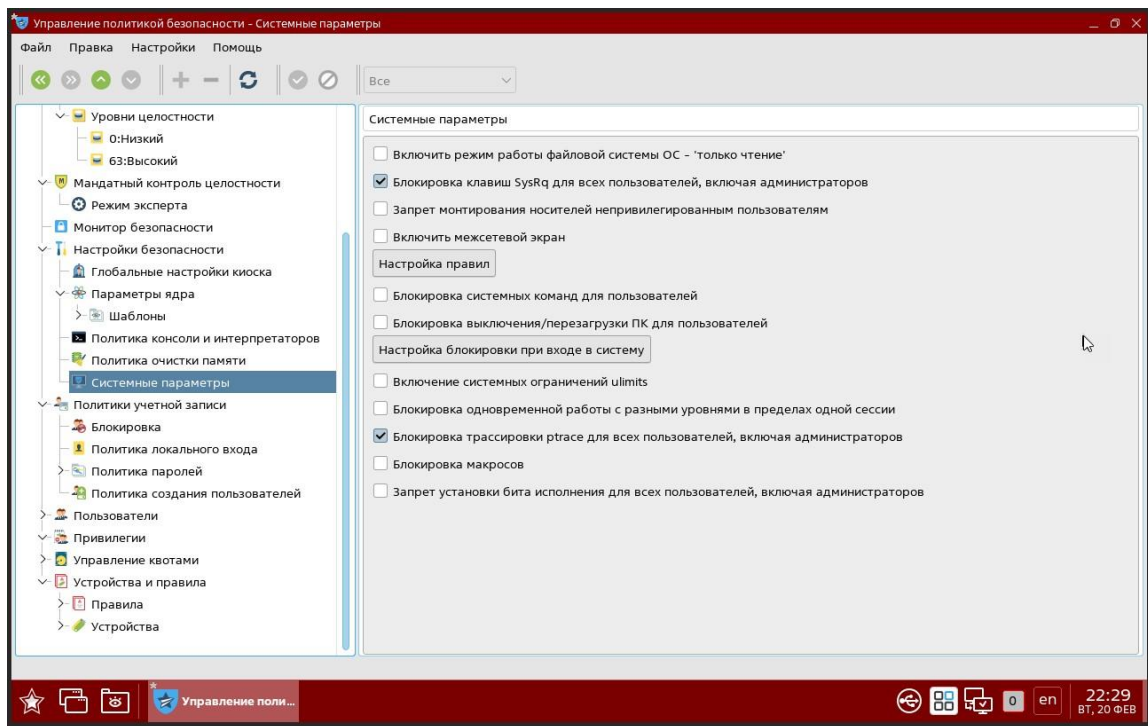 Управление политикой безопасности - Системные параметры
Файл Правка Настройки Помощь
Все
Уровни целостности
0:Низкий
63:Высокий
Мандатный контроль целостности
Режим эксперта
Монитор безопасности
Настройки безопасности
Глобальные настройки киоска
Параметры ядра
Шаблоны
Политика консоли и интерпретаторов
Политика очистки памяти
Системные параметры
Политики учетной записи
Блокировка
Политика локального входа
Политика паролей
Политика создания пользователей
Пользователи
Привилегии
Управление квотами
Устройства и правила
Правила
Устройства
Системные параметры
Включить режим работы файловой системы ОС - 'только чтение'
Блокировка клавиш SysRq для всех пользователей, включая администраторов
Запрет монтирования носителей непривилегированным пользователям
Включить межсетевой экран
Настройка правил
Блокировка системных команд для пользователей
Блокировка выключения/перезагрузки ПК для пользователей
Настройка блокировки при входе в систему
Включение системных ограничений ulimits
Блокировка одновременной работы с разными уровнями в пределах одной сессии
Блокировка трассировки ptrace для всех пользователей, включая администраторов
Блокировка макросов
Запрет установки бита исполнения для всех пользователей, включая администраторов
Управление поли...
0
en
22:29
ВТ, 20 ФЕВ